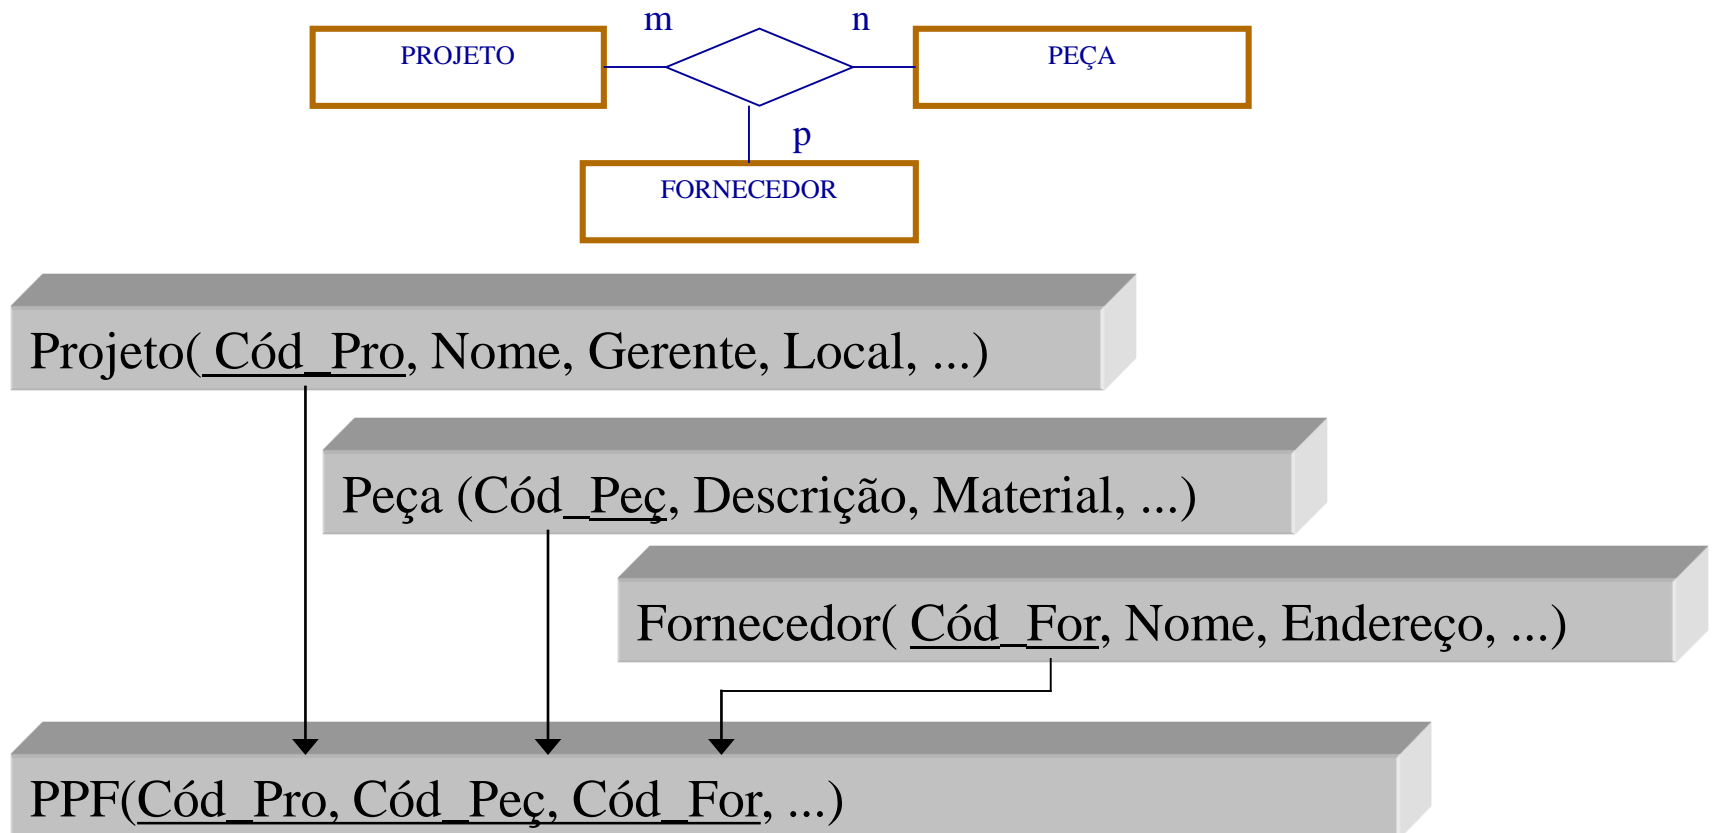 m n
PROJETO PEÇA
p
FORNECEDOR
Projeto( Cód_Pro, Nome, Gerente, Local, ...)
Peça (Cód_Peç, Descrição, Material, ...)
Fornecedor( Cód_For, Nome, Endereço, ...)
PPF(Cód_Pro, Cód_Peç, Cód_For, ...)